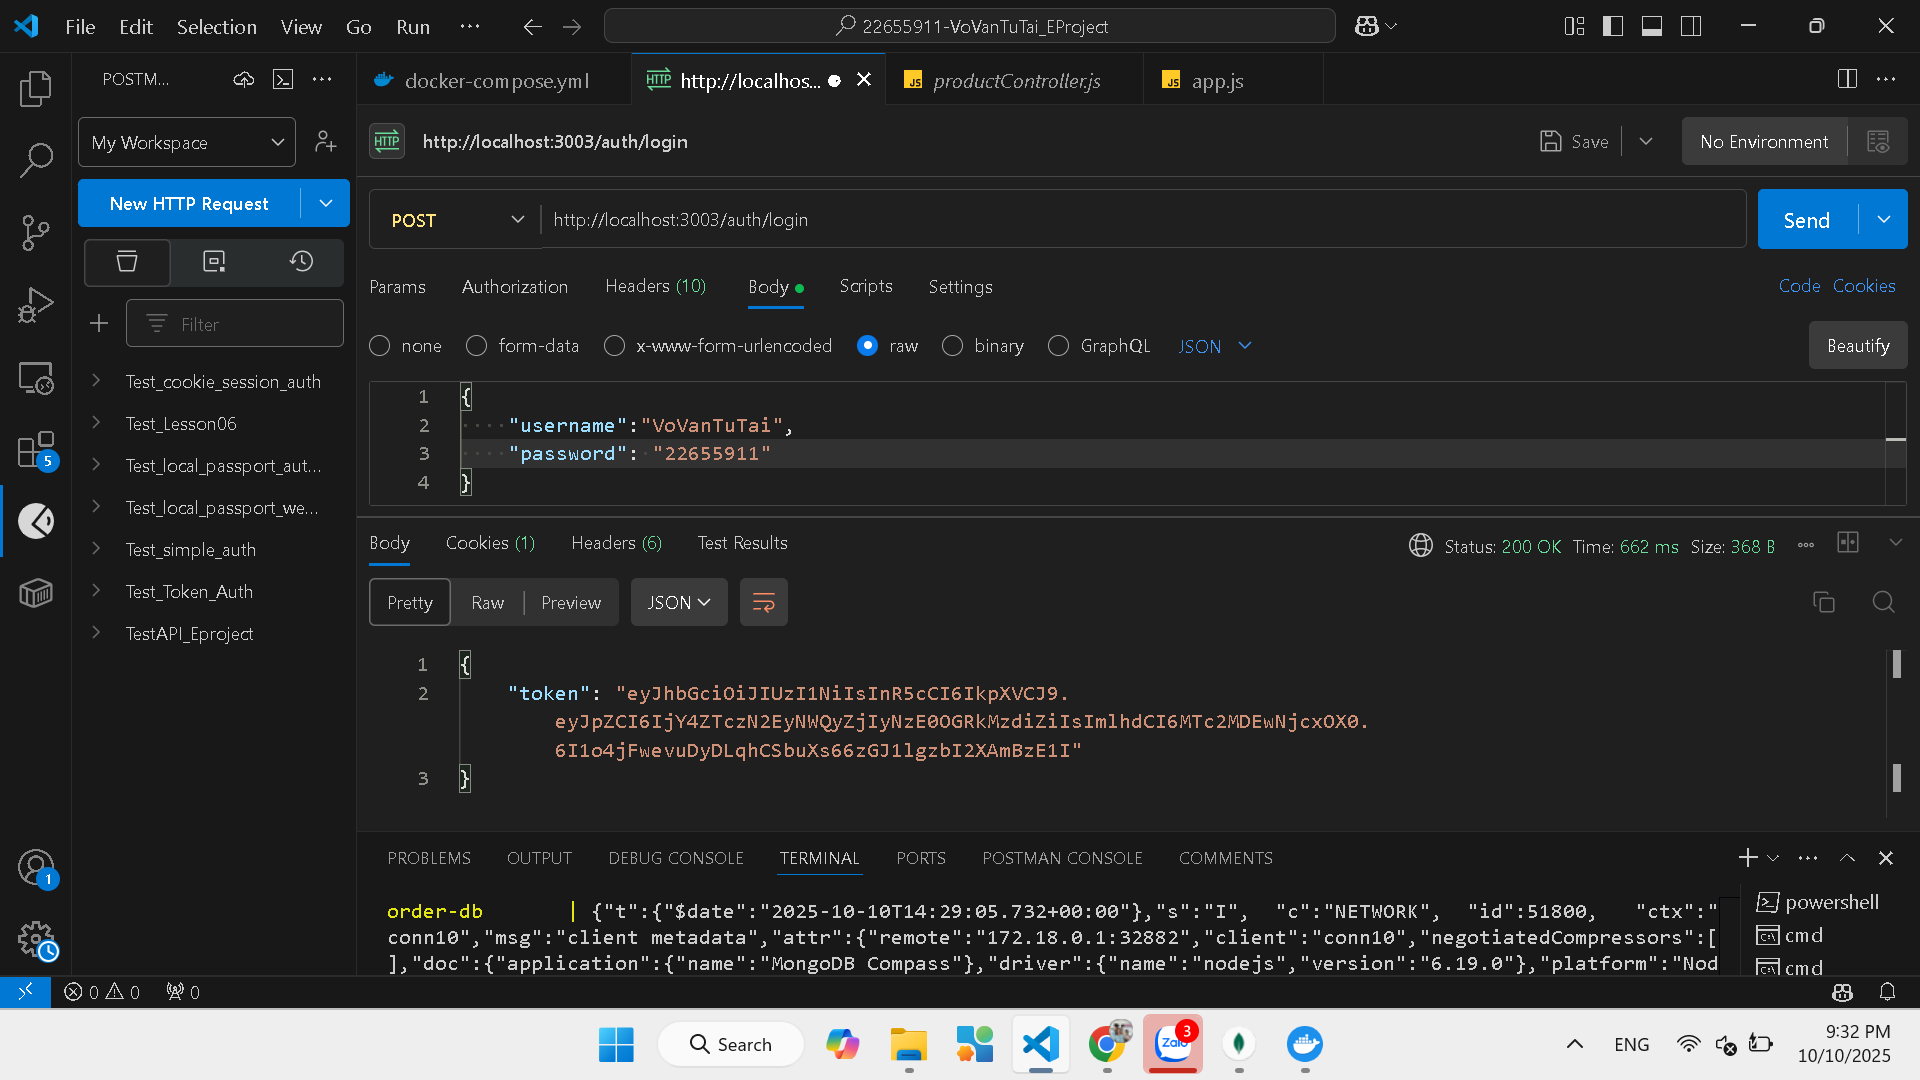 File Edit Selection View Go Run ··· 22655911-VoVanTuTai_EProject
POSTM... docker-compose.yml http://localhos... productController.js app.js
My Workspace
http://localhost:3003/auth/login Save No Environment
New HTTP Request
POST http://localhost:3003/auth/login Send
Params Authorization Headers (10) Body Scripts Settings Code Cookies
Filter
none form-data x-www-form-urlencoded raw binary GraphQL JSON Beautify
Test_cookie_session_auth
Test_Lesson06
Test_local_passport_aut...
Test_local_passport_we...
Test_simple_auth
Test_Token_Auth
TestAPI_Eproject
1 {
2 "username":"VoVanTuTai",
3 "password": "22655911"
4 }
5
Body Cookies (1) Headers (6) Test Results Status: 200 OK Time: 662 ms Size: 368 B
Pretty Raw Preview JSON
1 {
2 "token": "eyJhbGciOiJIUzI1NiIsInR5cCI6IkpXVCJ9.
eyJpZCI6IjY4ZTczN2EyNWQyZjIyNzE0OGRkMzdiZiIsImlhdCI6MTc2MDEwNjcxOX0.
6I1o4jFwevuDyDLqhCSbuXs66zGJ1lgzbI2XAmBzE1I"
3 }
PROBLEMS OUTPUT DEBUG CONSOLE TERMINAL PORTS POSTMAN CONSOLE COMMENTS
1
order-db | {"t":{"$date":"2025-10-10T14:29:05.732+00:00"},"s":"I", "c":"NETWORK", "id":51800, "ctx":"
conn10","msg":"client metadata","attr":{"remote":"172.18.0.1:32882","client":"conn10","negotiatedCompressors":[
],"doc":{"application":{"name":"MongoDB Compass"},"driver":{"name":"nodejs","version":"6.19.0"},"platform":"Nod
powershell
cmd
cmd
0 0 0
Search Zalo 3 ENG 9:32 PM
10/10/2025